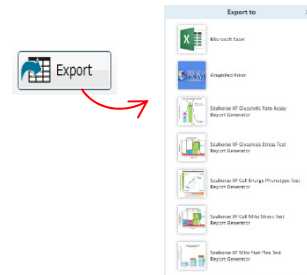 Export to
Microsoft Excel
Export
GraphPad Prism
Seahorse XF Glycolytic Rate Assay
Report Generator
Seahorse XF Glycolysis Stress Test
Report Generator
Seahorse XF Cell Energy Phenotype Test
Report Generator
Seahorse XF Cell Mito Stress Test
Report Generator
Seahorse XF Mito Fuel Flex Test
Report Generator